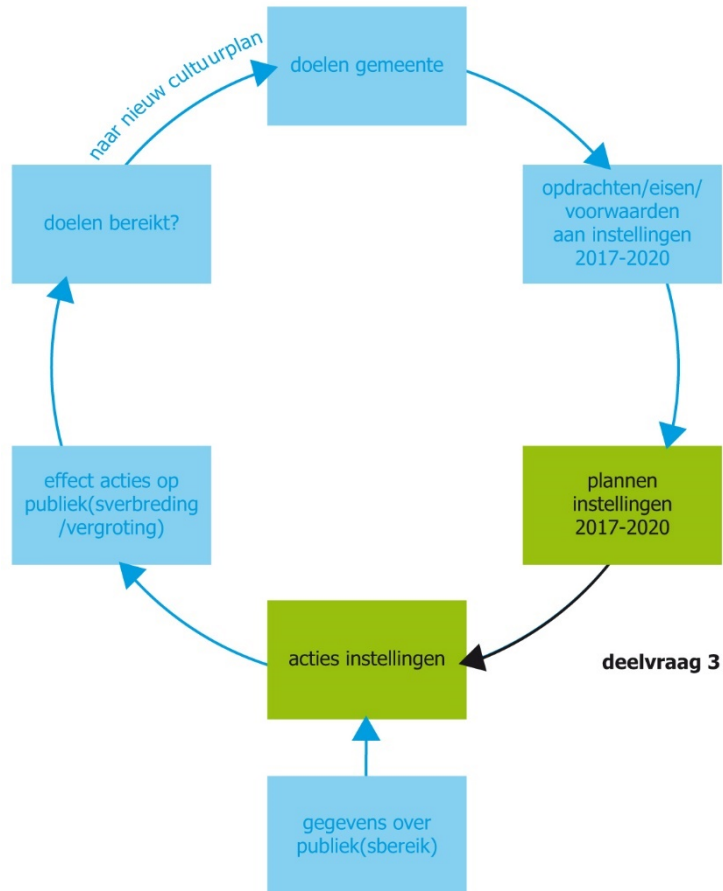 doelen gemeente
naar nieuw cultuurplan
opdrachten/eisen/
voorwaarden
aan instellingen
2017-2020
doelen bereikt?
effect acties op
publiek(sverbreding
/vergroting)
plannen
instellingen
2017-2020
acties instellingen
deelvraag 3
gegevens over
publiek(sbereik)